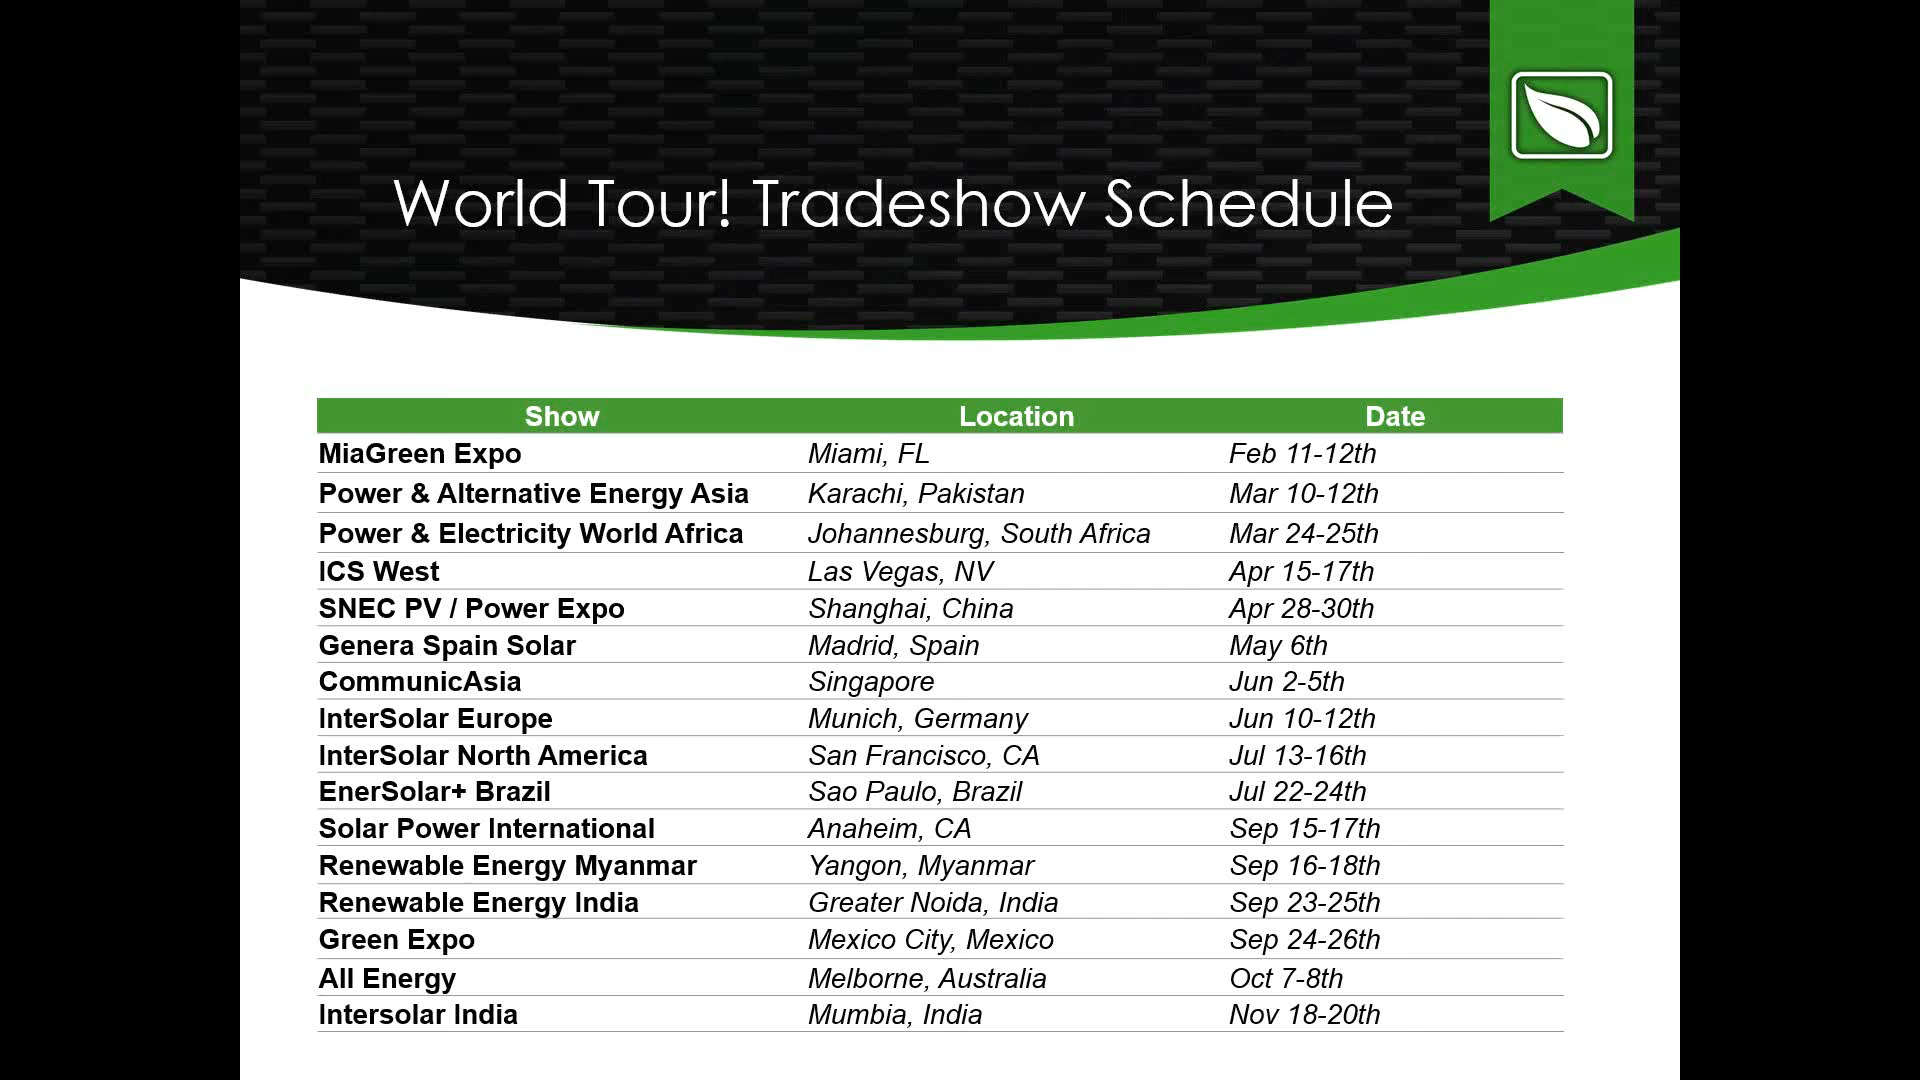 World Tour! Tradeshow Schedule
Show Location Date
MiaGreen Expo Miami, FL Feb 11-12th
Power & Alternative Energy Asia Karachi, Pakistan Mar 10-12th
Power & Electricity World Africa Johannesburg, South Africa Mar 24-25th
ICS West Las Vegas, NV Apr 15-17th
SNEC PV / Power Expo Shanghai, China Apr 28-30th
Genera Spain Solar Madrid, Spain May 6th
CommunicAsia Singapore Jun 2-5th
InterSolar Europe Munich, Germany Jun 10-12th
InterSolar North America San Francisco, CA Jul 13-16th
EnerSolar+ Brazil Sao Paulo, Brazil Jul 22-24th
Solar Power International Anaheim, CA Sep 15-17th
Renewable Energy Myanmar Yangon, Myanmar Sep 16-18th
Renewable Energy India Greater Noida, India Sep 23-25th
Green Expo Mexico City, Mexico Sep 24-26th
All Energy Melborne, Australia Oct 7-8th
Intersolar India Mumbia, India Nov 18-20th